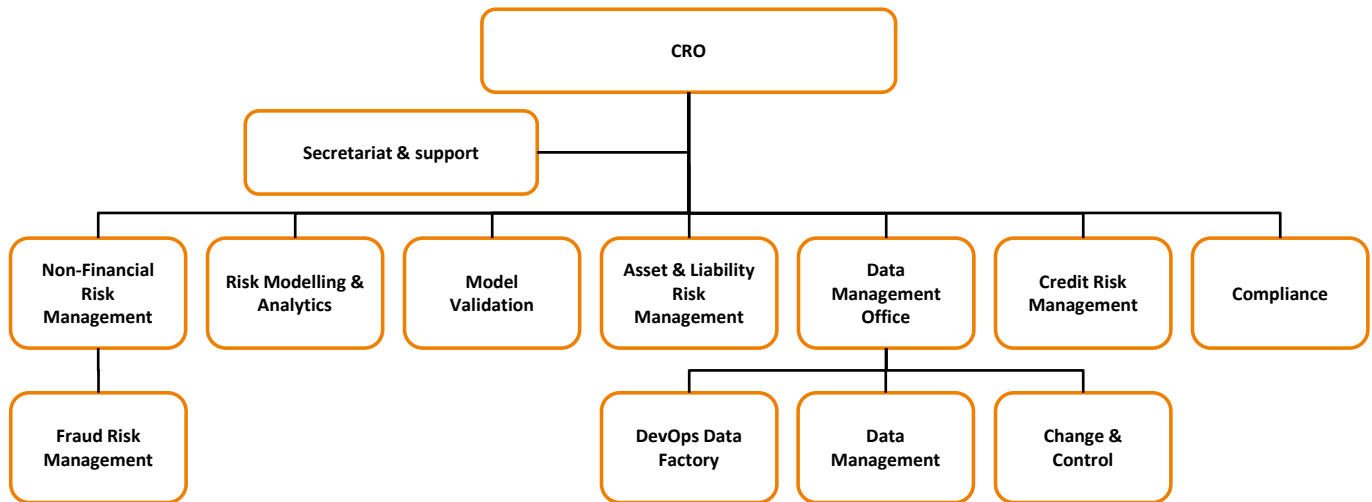 CRO
Secretariat & support
Non-Financial
Risk
Management
Risk Modelling &
Analytics
Model
Validation
Asset & Liability
Risk
Management
Data
Management
Office
Credit Risk
Management
Compliance
Fraud Risk
Management
DevOps Data
Factory
Data
Management
Change &
Control